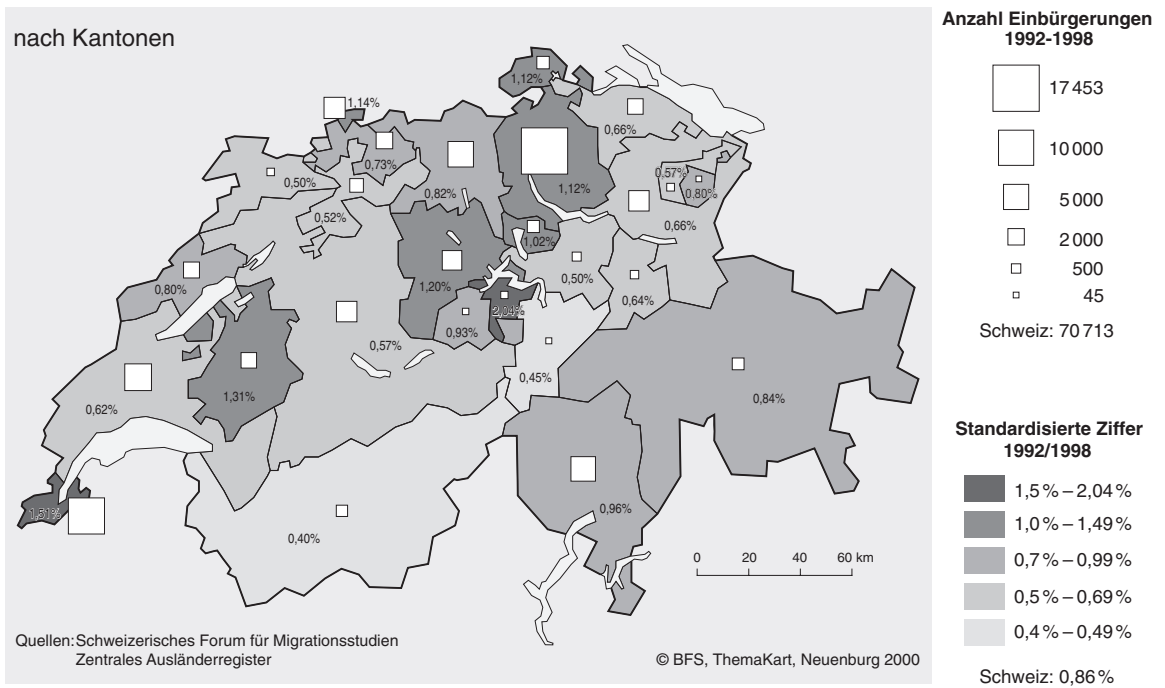 nach Kantonen
1,12%
1,14%
0,66%
0,73%
0,57%
0,50%
0,82%
1,12%
0,80%
0,52%
0,66%
1,02%
0,80%
1,20%
0,50%
0,64%
2,04%
0,93%
0,57%
0,45%
1,31%
0,62%
0,84%
1,51%
0,96%
0,40%
0 20 40 60 km
Quellen: Schweizerisches Forum für Migrationsstudien
Zentrales Ausländerregister
© BFS, ThemaKart, Neuenburg 2000
Anzahl Einbürgerungen
1992-1998
17 453
10 000
5 000
2 000
500
45
Schweiz: 70 713
Standardisierte Ziffer
1992/1998
1,5 % – 2,04 %
1,0 % – 1,49 %
0,7 % – 0,99 %
0,5 % – 0,69 %
0,4 % – 0,49 %
Schweiz: 0,86 %